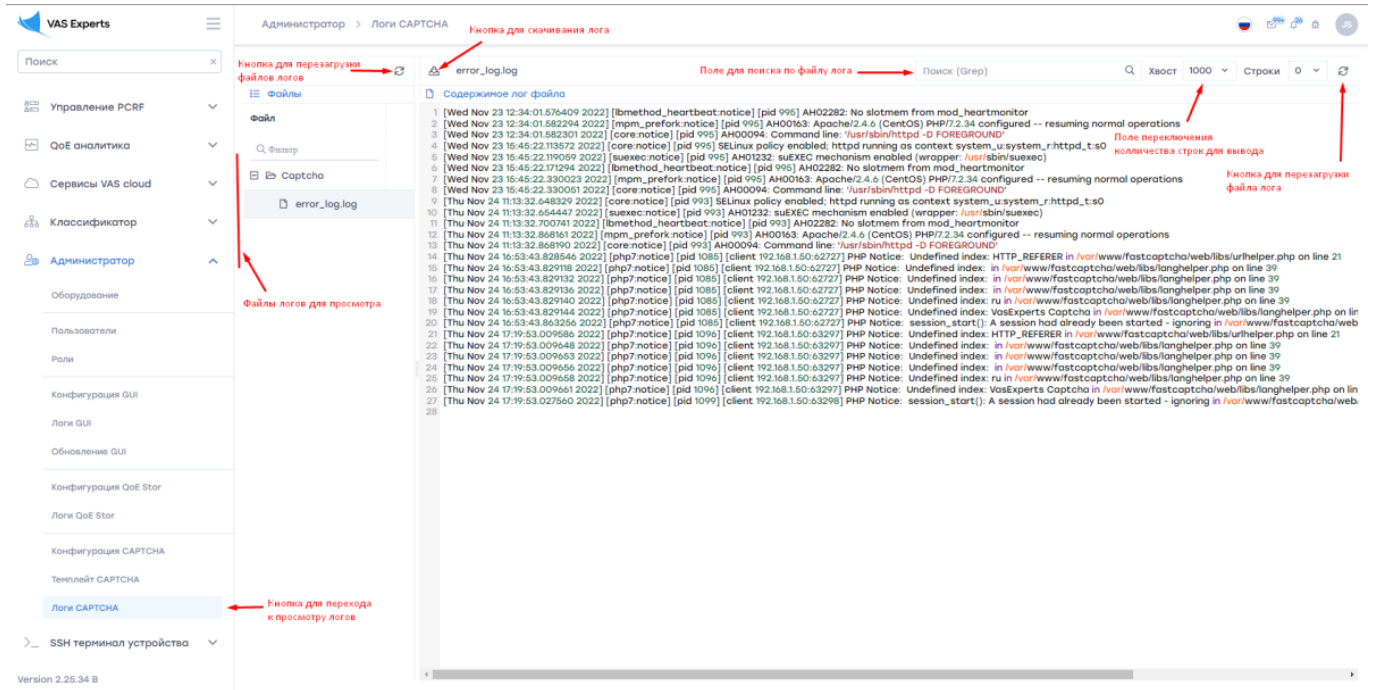 VAS Experts
Администратор > Логи CAPTCHA
99+
JS
Кнопка для скачивания лога
Поиск
Кнопка для перезагрузки
файлов логов
error_log.log
Поле для поиска по файлу лога
Поиск (Grep)
Хвост 1000
Строки 0
Файлы
Содержимое лог файла
Управление PCRF
QoE аналитика
Сервисы VAS cloud
Классификатор
Администратор
Оборудование
Пользователи
Роли
Конфигурация GUI
Логи GUI
Обновление GUI
Конфигурация QoE Stor
Логи QoE Stor
Конфигурация CAPTCHA
Темплейт CAPTCHA
Логи CAPTCHA
SSH терминал устройства
Version 2.25.34 B
Файл
Фильтр
Captcha
error_log.log
Файлы логов для просмотра
Кнопка для перехода
к просмотру логов
Поле переключения
колличества строк для вывода
Кнопка для перезагрузки
файла лога
1 [Wed Nov 23 12:34:01.576409 2022] [lbmethod_heartbeat:notice] [pid 995] AH02282: No slotmem from mod_heartmonitor
2 [Wed Nov 23 12:34:01.582294 2022] [mpm_prefork:notice] [pid 995] AH00163: Apache/2.4.6 (CentOS) PHP/7.2.34 configured -- resuming normal operations
3 [Wed Nov 23 12:34:01.582301 2022] [core:notice] [pid 995] AH00094: Command line: '/usr/sbin/httpd -D FOREGROUND'
4 [Wed Nov 23 15:45:22.113572 2022] [core:notice] [pid 995] SELinux policy enabled; httpd running as context system_u:system_r:httpd_t:s0
5 [Wed Nov 23 15:45:22.119059 2022] [suexec:notice] [pid 995] AH01232: suEXEC mechanism enabled (wrapper: /usr/sbin/suexec)
6 [Wed Nov 23 15:45:22.171294 2022] [lbmethod_heartbeat:notice] [pid 995] AH02282: No slotmem from mod_heartmonitor
7 [Wed Nov 23 15:45:22.330023 2022] [mpm_prefork:notice] [pid 995] AH00163: Apache/2.4.6 (CentOS) PHP/7.2.34 configured -- resuming normal operations
8 [Wed Nov 23 15:45:22.330051 2022] [core:notice] [pid 995] AH00094: Command line: '/usr/sbin/httpd -D FOREGROUND'
9 [Thu Nov 24 11:13:32.648329 2022] [core:notice] [pid 993] SELinux policy enabled; httpd running as context system_u:system_r:httpd_t:s0
10 [Thu Nov 24 11:13:32.654447 2022] [suexec:notice] [pid 993] AH01232: suEXEC mechanism enabled (wrapper: /usr/sbin/suexec)
11 [Thu Nov 24 11:13:32.700741 2022] [lbmethod_heartbeat:notice] [pid 993] AH02282: No slotmem from mod_heartmonitor
12 [Thu Nov 24 11:13:32.868161 2022] [mpm_prefork:notice] [pid 993] AH00163: Apache/2.4.6 (CentOS) PHP/7.2.34 configured -- resuming normal operations
13 [Thu Nov 24 11:13:32.868190 2022] [core:notice] [pid 993] AH00094: Command line: '/usr/sbin/httpd -D FOREGROUND'
14 [Thu Nov 24 16:53:43.828546 2022] [php7:notice] [pid 1085] [client 192.168.1.50:62727] PHP Notice: Undefined index: HTTP_REFERER in /var/www/fastcaptcha/web/libs/urlhelper.php on line 21
15 [Thu Nov 24 16:53:43.829118 2022] [php7:notice] [pid 1085] [client 192.168.1.50:62727] PHP Notice: Undefined index: in /var/www/fastcaptcha/web/libs/langhelper.php on line 39
16 [Thu Nov 24 16:53:43.829132 2022] [php7:notice] [pid 1085] [client 192.168.1.50:62727] PHP Notice: Undefined index: in /var/www/fastcaptcha/web/libs/langhelper.php on line 39
17 [Thu Nov 24 16:53:43.829136 2022] [php7:notice] [pid 1085] [client 192.168.1.50:62727] PHP Notice: Undefined index: in /var/www/fastcaptcha/web/libs/langhelper.php on line 39
18 [Thu Nov 24 16:53:43.829140 2022] [php7:notice] [pid 1085] [client 192.168.1.50:62727] PHP Notice: Undefined index: ru in /var/www/fastcaptcha/web/libs/langhelper.php on line 39
19 [Thu Nov 24 16:53:43.829144 2022] [php7:notice] [pid 1085] [client 192.168.1.50:62727] PHP Notice: Undefined index: VasExperts Captcha in /var/www/fastcaptcha/web/libs/langhelper.php on lin
20 [Thu Nov 24 16:53:43.863256 2022] [php7:notice] [pid 1085] [client 192.168.1.50:62727] PHP Notice: session_start(): A session had already been started - ignoring in /var/www/fastcaptcha/web
21 [Thu Nov 24 17:19:53.009586 2022] [php7:notice] [pid 1096] [client 192.168.1.50:63297] PHP Notice: Undefined index: HTTP_REFERER in /var/www/fastcaptcha/web/libs/urlhelper.php on line 21
22 [Thu Nov 24 17:19:53.009648 2022] [php7:notice] [pid 1096] [client 192.168.1.50:63297] PHP Notice: Undefined index: in /var/www/fastcaptcha/web/libs/langhelper.php on line 39
23 [Thu Nov 24 17:19:53.009653 2022] [php7:notice] [pid 1096] [client 192.168.1.50:63297] PHP Notice: Undefined index: in /var/www/fastcaptcha/web/libs/langhelper.php on line 39
24 [Thu Nov 24 17:19:53.009656 2022] [php7:notice] [pid 1096] [client 192.168.1.50:63297] PHP Notice: Undefined index: in /var/www/fastcaptcha/web/libs/langhelper.php on line 39
25 [Thu Nov 24 17:19:53.009658 2022] [php7:notice] [pid 1096] [client 192.168.1.50:63297] PHP Notice: Undefined index: ru in /var/www/fastcaptcha/web/libs/langhelper.php on line 39
26 [Thu Nov 24 17:19:53.009661 2022] [php7:notice] [pid 1096] [client 192.168.1.50:63297] PHP Notice: Undefined index: VasExperts Captcha in /var/www/fastcaptcha/web/libs/langhelper.php on lin
27 [Thu Nov 24 17:19:53.027560 2022] [php7:notice] [pid 1099] [client 192.168.1.50:63298] PHP Notice: session_start(): A session had already been started - ignoring in /var/www/fastcaptcha/web.
28